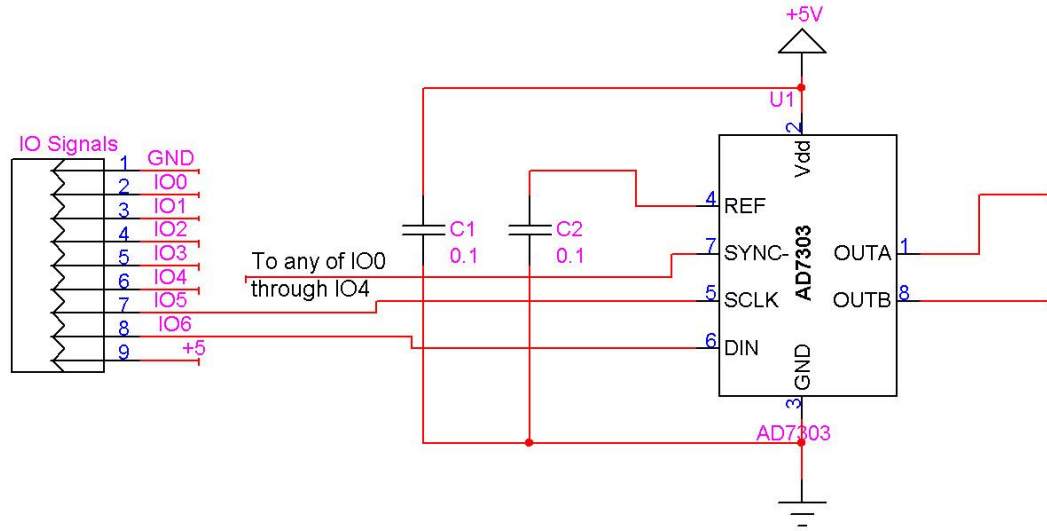 +5V
U1
2
Vdd
IO Signals
1 GND
2 IO0
3 IO1
4 IO2
5 IO3
6 IO4
7 IO5
8 IO6
9 +5
To any of IO0
through IO4
C1
0.1
C2
0.1
4 REF
7 SYNC-
5 SCLK
6 DIN
AD7303
OUTA 1
OUTB 8
GND
3
AD7303